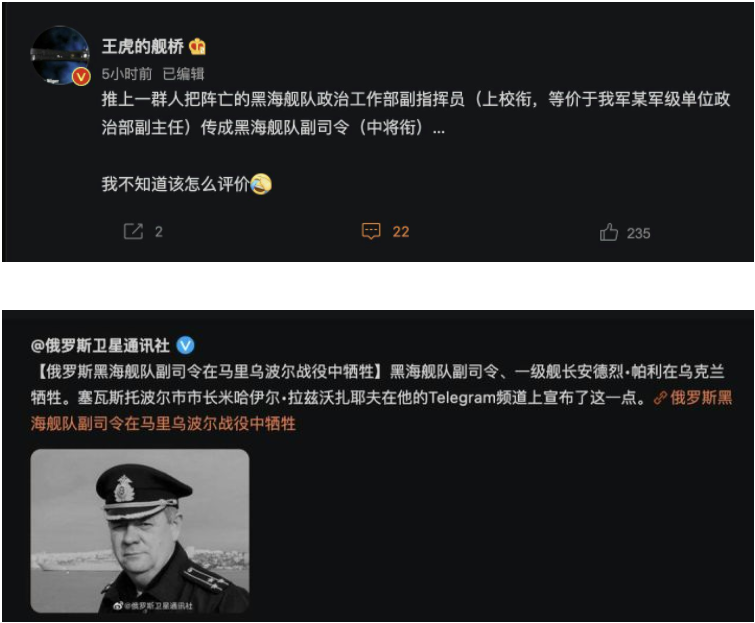 王虎的舰桥
5小时前 已编辑
推上一群人把阵亡的黑海舰队政治工作部副指挥员（上校衔，等价于我军某军级单位政
治部副主任）传成黑海舰队副司令（中将衔）...
我不知道该怎么评价
2
22
235
@俄罗斯卫星通讯社
【俄罗斯黑海舰队副司令在马里乌波尔战役中牺牲】黑海舰队副司令、一级舰长安德烈·帕利在乌克兰
牺牲。塞瓦斯托波尔市市长米哈伊尔·拉兹沃扎耶夫在他的Telegram频道上宣布了这一点。俄罗斯黑
海舰队副司令在马里乌波尔战役中牺牲
@俄罗斯卫星通讯社